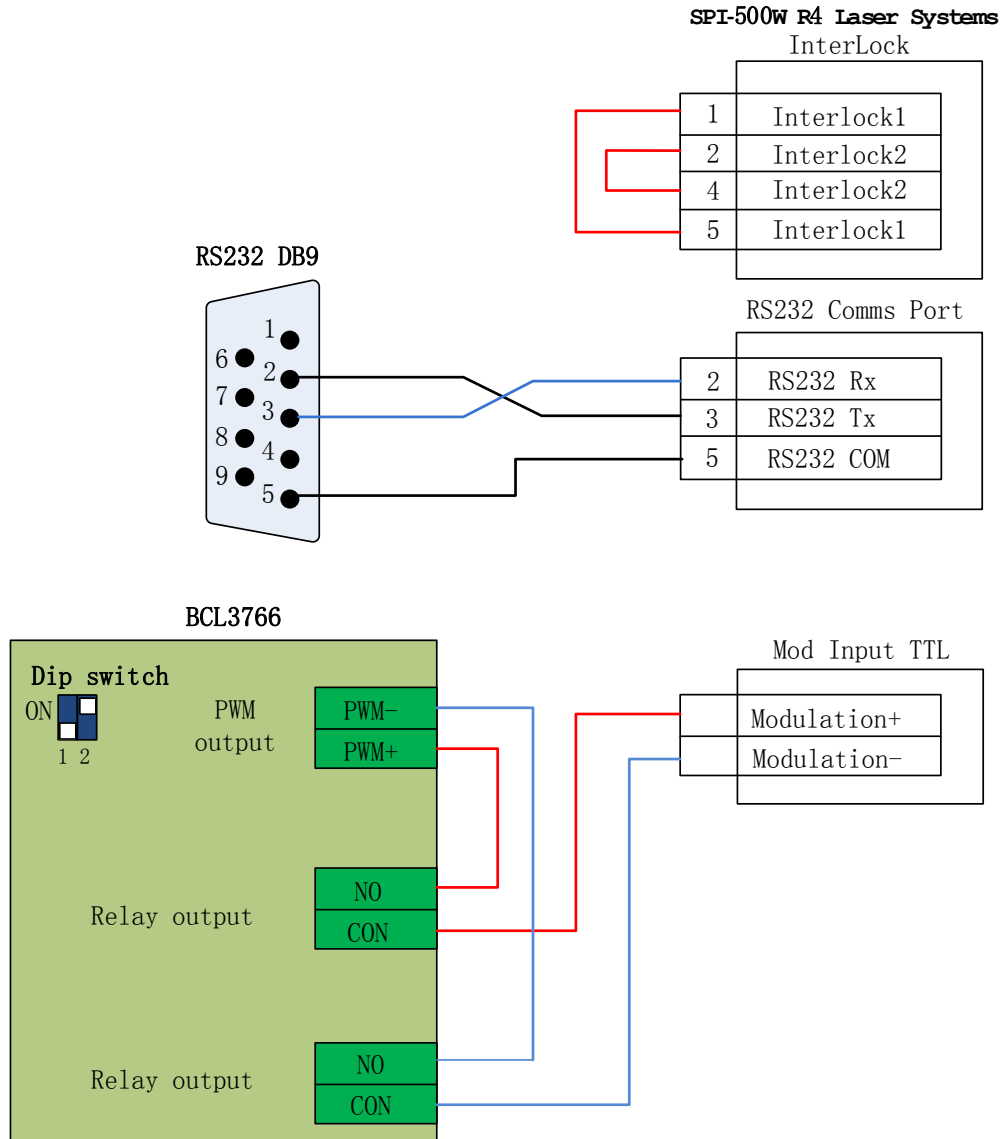 SPI-500W R4 Laser Systems
InterLock
1 Interlock1
2 Interlock2
4 Interlock2
5 Interlock1
RS232 DB9
1
6
2
7
3
8
4
9
5
RS232 Comms Port
2 RS232 Rx
3 RS232 Tx
5 RS232 COM
BCL3766
Dip switch
ON
1 2
PWM
output
PWM-
PWM+
Relay output
NO
CON
Relay output
NO
CON
Mod Input TTL
Modulation+
Modulation-